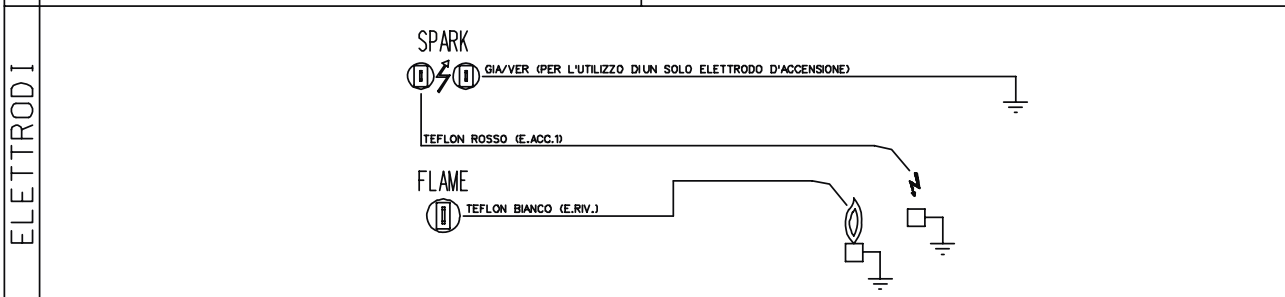 ELETTRODI
SPARK
GIA/VER (PER L'UTILIZZO DI UN SOLO ELETTRODO D'ACCENSIONE)
TEFLON ROSSO (E.ACC.1)
FLAME
TEFLON BIANCO (E.RIV.)